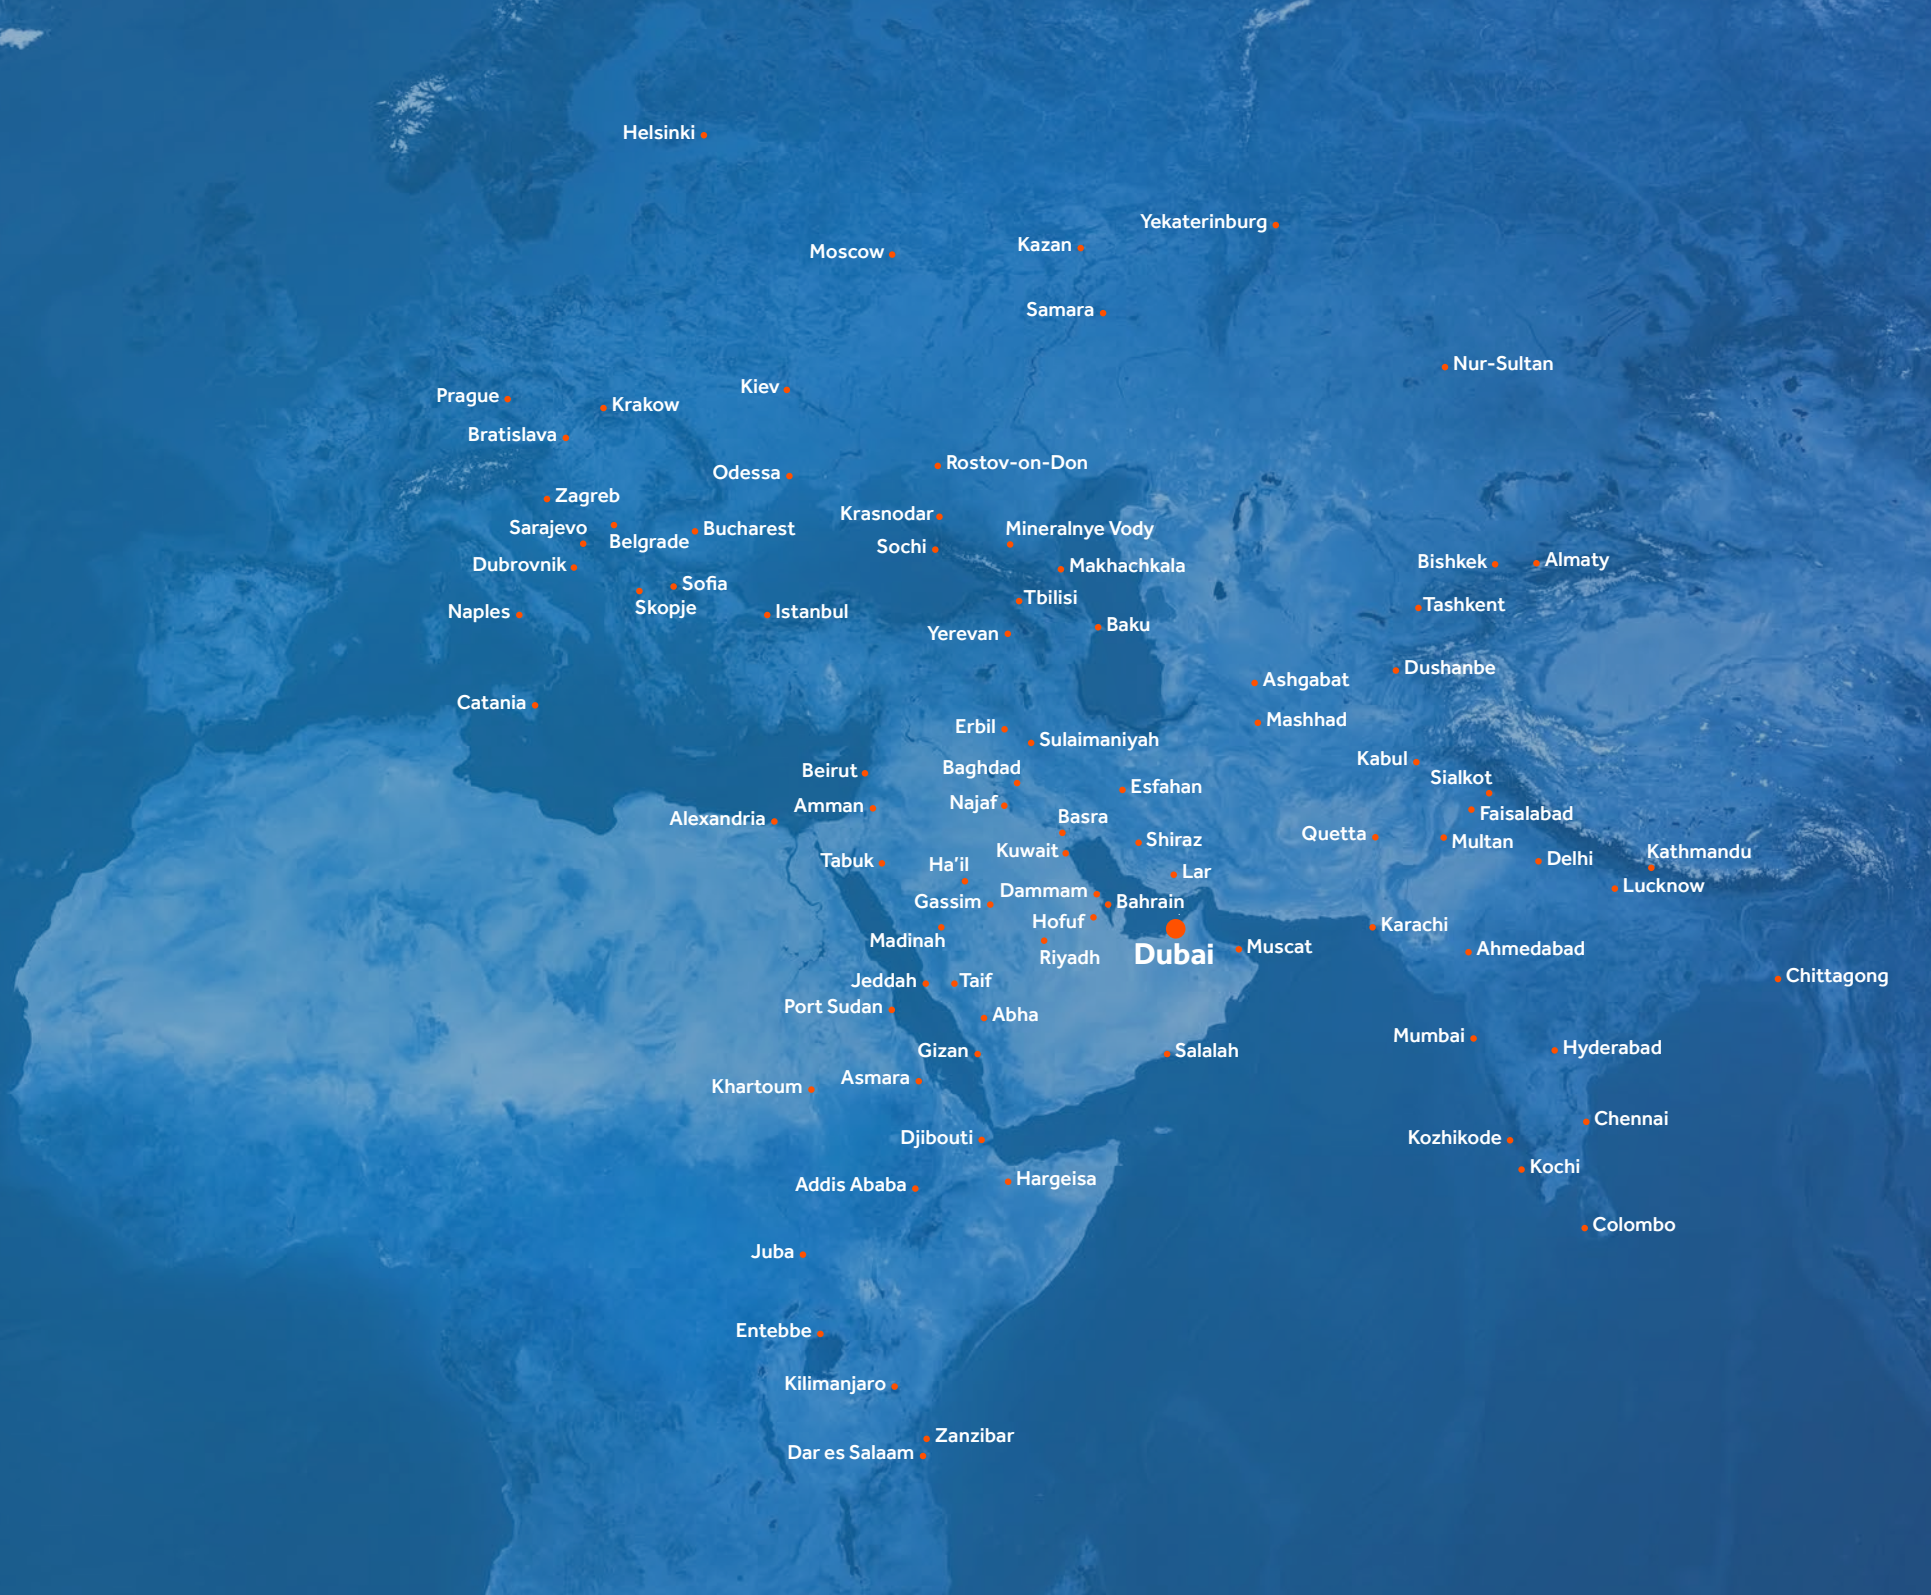 Helsinki
Yekaterinburg
Kazan
Moscow
Samara
Nur-Sultan
Kiev
Prague
Krakow
Bratislava
Rostov-on-Don
Odessa
Zagreb
Krasnodar
Sarajevo
Bucharest
Mineralnye Vody
Belgrade
Sochi
Almaty
Bishkek
Dubrovnik
Makhachkala
Sofia
Tbilisi
Tashkent
Skopje
Naples
Istanbul
Baku
Yerevan
Dushanbe
Ashgabat
Catania
Mashhad
Erbil
Sulaimaniyah
Kabul
Baghdad
Beirut
Sialkot
Esfahan
Najaf
Amman
Faisalabad
Basra
Alexandria
Quetta
Shiraz
Multan
Kuwait
Kathmandu
Delhi
Tabuk
Ha'il
Lar
Lucknow
Dammam
Gassim
Bahrain
Hofuf
Karachi
Madinah
Muscat
Ahmedabad
Dubai
Riyadh
Chittagong
Jeddah
Taif
Port Sudan
Abha
Mumbai
Hyderabad
Gizan
Salalah
Asmara
Khartoum
Chennai
Djibouti
Kozhikode
Kochi
Hargeisa
Addis Ababa
Colombo
Juba
Entebbe
Kilimanjaro
Zanzibar
Dar es Salaam